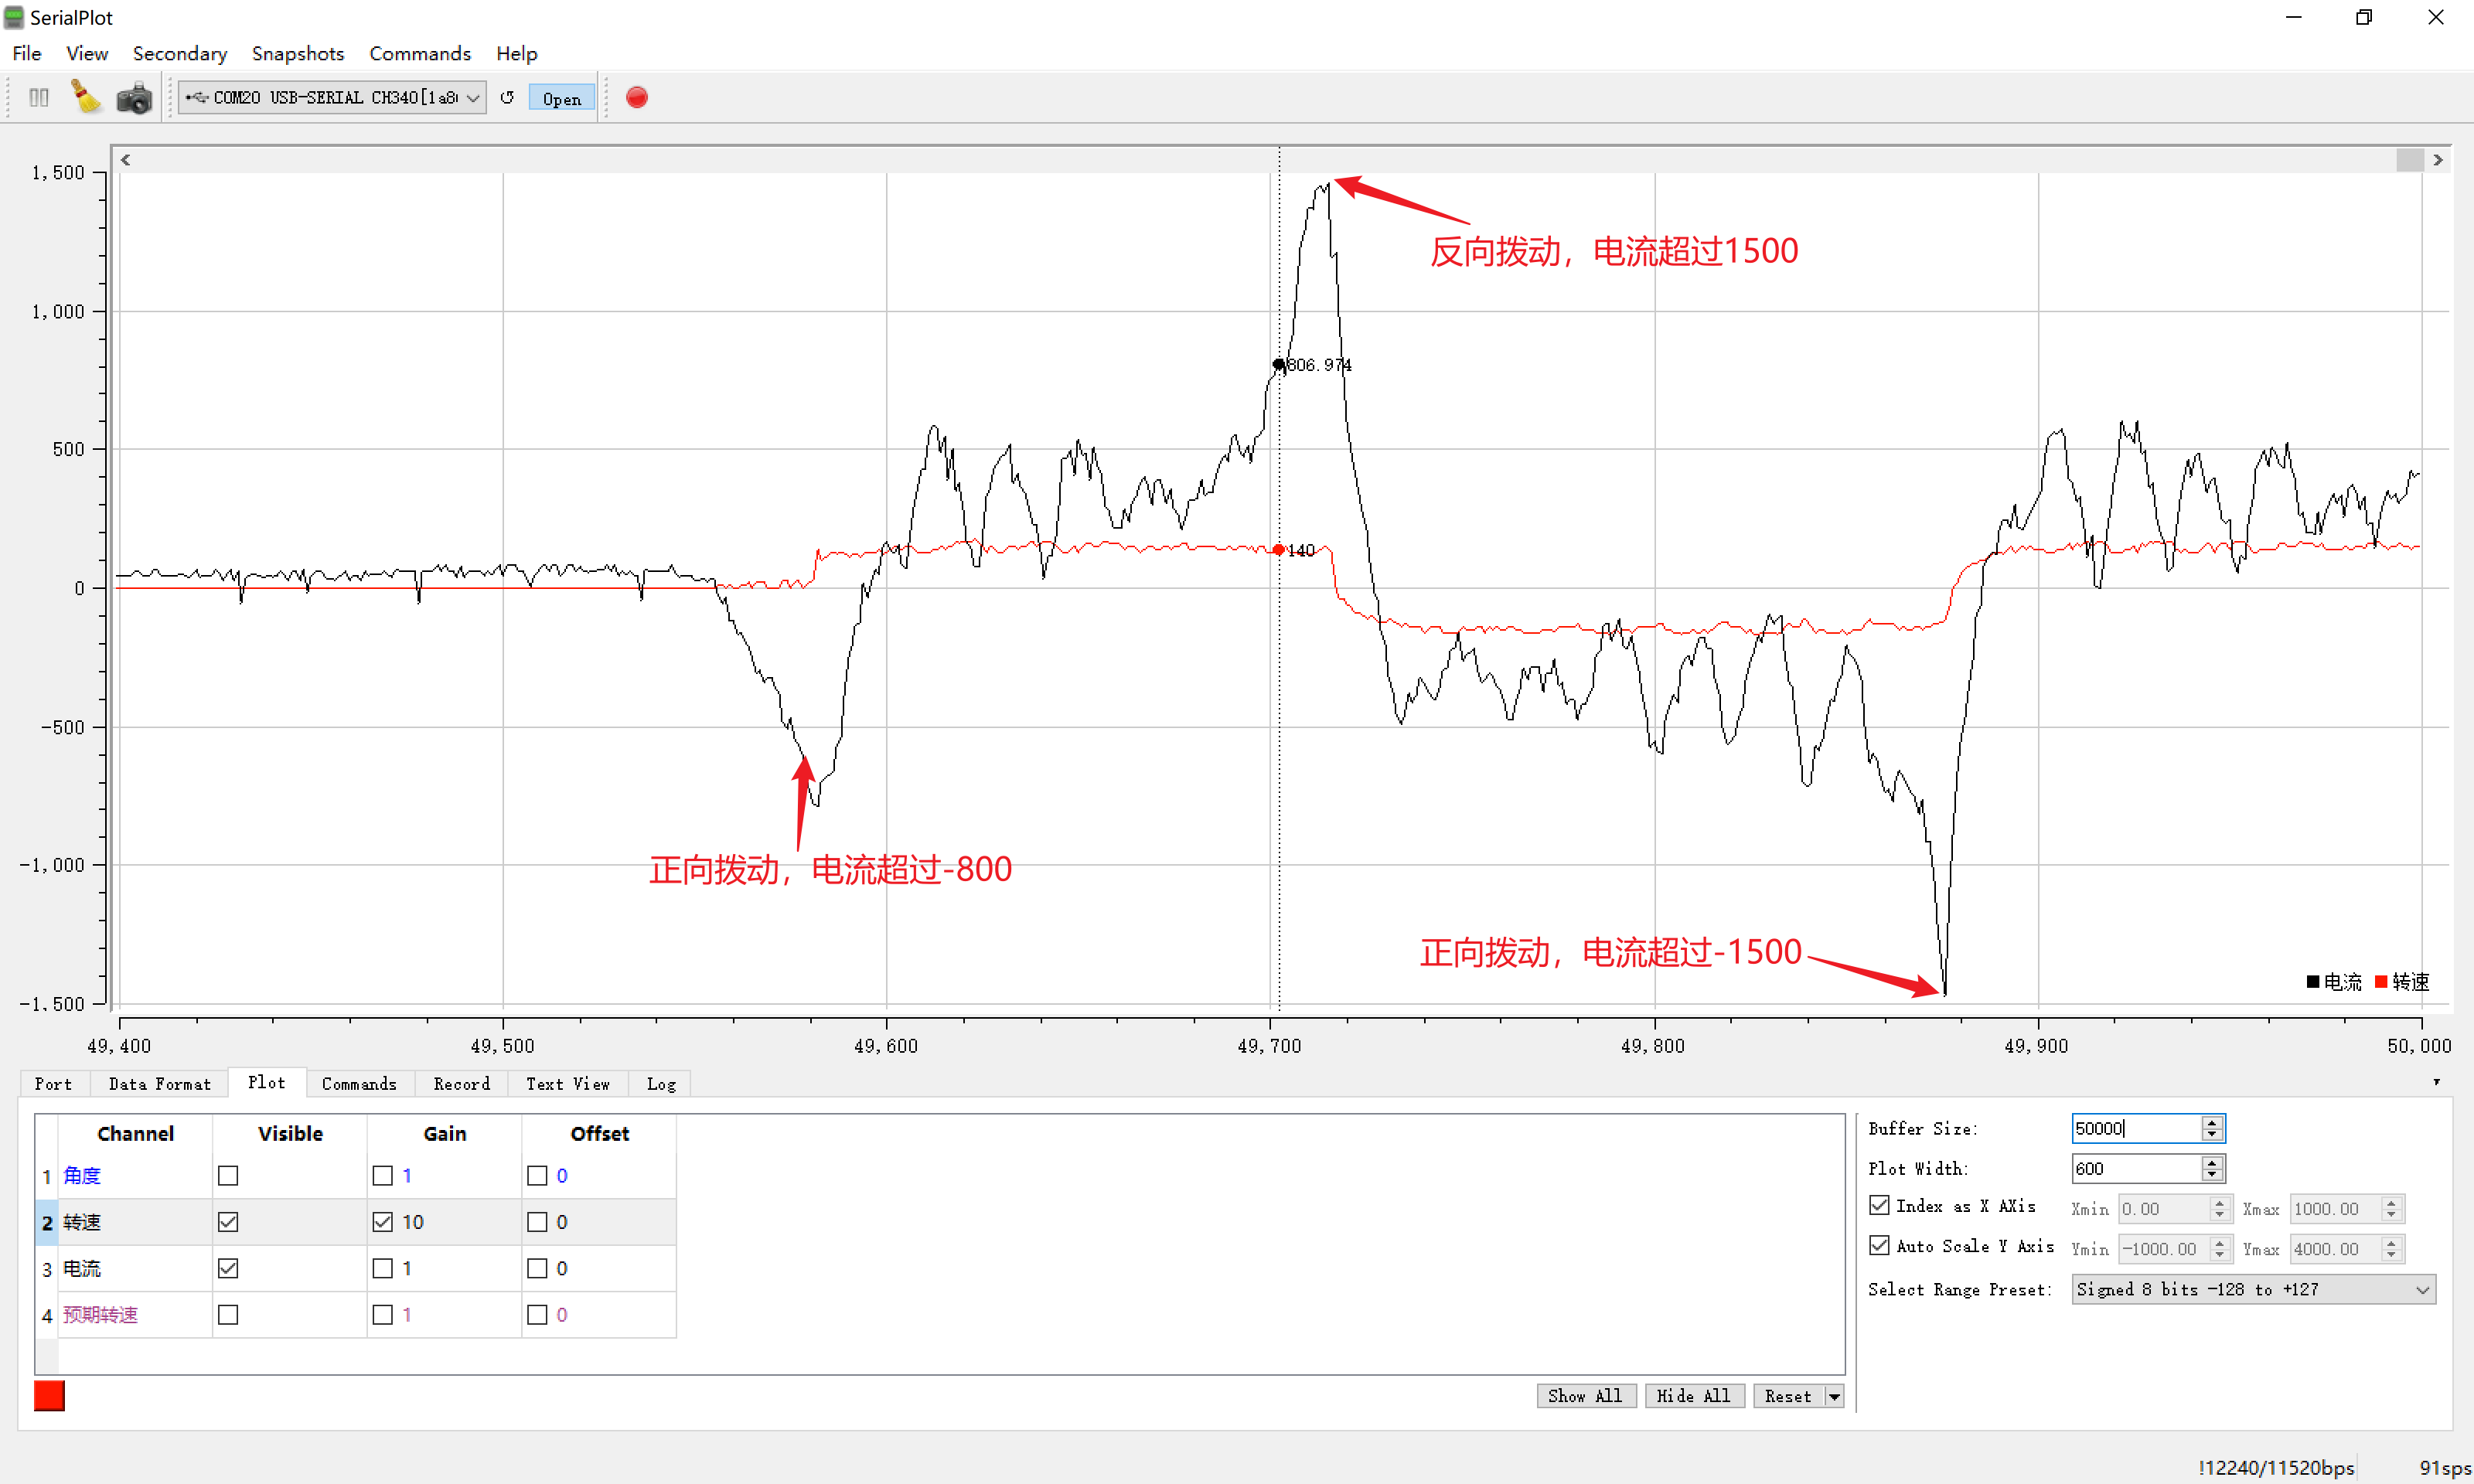 SerialPlot
File View Secondary Snapshots Commands Help
COM20 USB-SERIAL CH340[1a8 Open
1,500
1,000
500
0
-500
-1,000
-1,500
反向拨动，电流超过1500
806.974
140
正向拨动，电流超过-800
正向拨动，电流超过-1500
电流 转速
49,400 49,500 49,600 49,700 49,800 49,900 50,000
Port Data Format Plot Commands Record Text View Log
Channel Visible Gain Offset
1 角度 1 0
2 转速 10 0
3 电流 1 0
4 预期转速 1 0
Show All Hide All Reset
Buffer Size: 50000
Plot Width: 600
Index as X AXis Xmin 0.00 Xmax 1000.00
Auto Scale Y Axis Ymin -1000.00 Ymax 4000.00
Select Range Preset: Signed 8 bits -128 to +127
!12240/11520bps 91sps